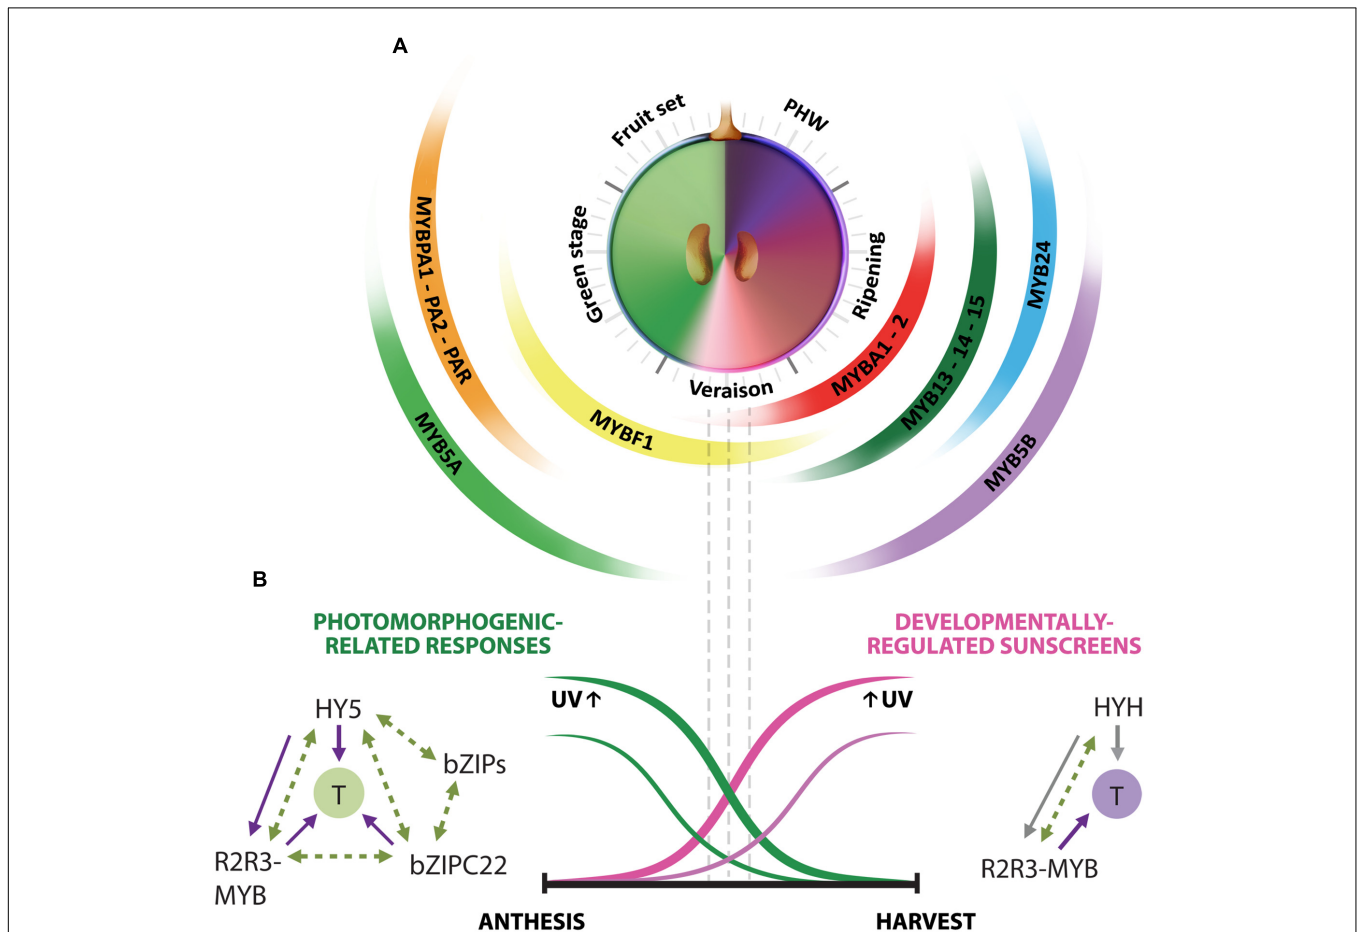 A
Fruit set
PHW
Green stage
Ripening
Veraison
MYBPA1 - PA2 - PAR
MYB5A
MYBF1
MYBA1 - 2
MYB13 - 14 - 15
MYB24
MYB5B
B
PHOTOMORPHOGENIC-
RELATED RESPONSES
DEVELOPMENTALLY-
REGULATED SUNSCREENS
UV↑
↑UV
HY5
bZIPs
T
R2R3-
MYB
bZIPC22
HYH
T
R2R3-MYB
ANTHESIS
HARVEST